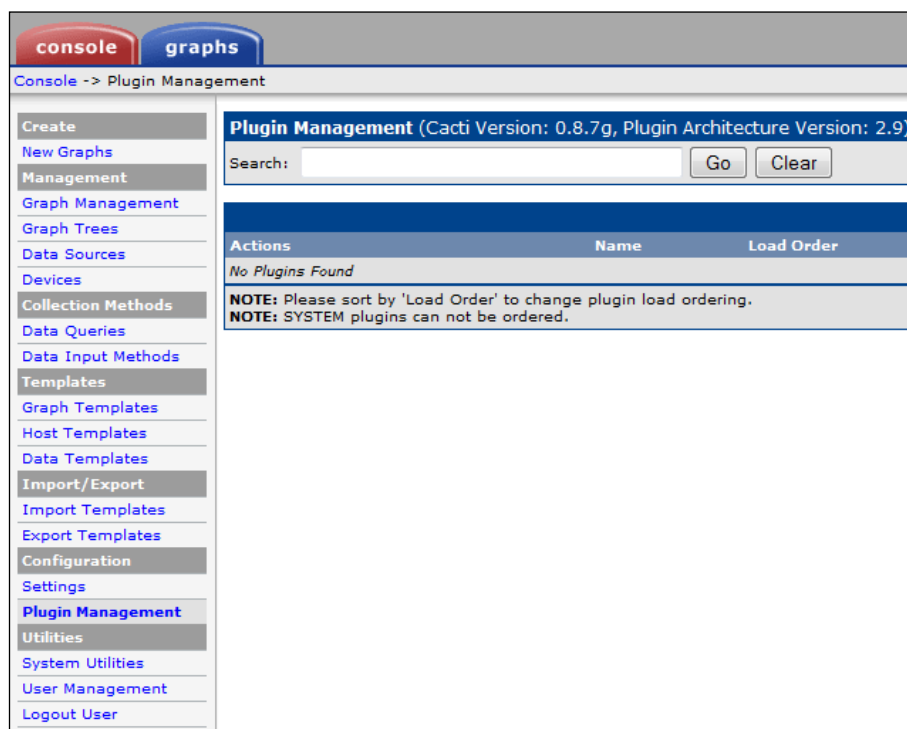 console graphs
Console -> Plugin Management
Create
New Graphs
Management
Graph Management
Graph Trees
Data Sources
Devices
Collection Methods
Data Queries
Data Input Methods
Templates
Graph Templates
Host Templates
Data Templates
Import/Export
Import Templates
Export Templates
Configuration
Settings
Plugin Management
Utilities
System Utilities
User Management
Logout User
Plugin Management (Cacti Version: 0.8.7g, Plugin Architecture Version: 2.9)
Search: Go Clear
Actions Name Load Order
No Plugins Found
NOTE: Please sort by 'Load Order' to change plugin load ordering.
NOTE: SYSTEM plugins can not be ordered.